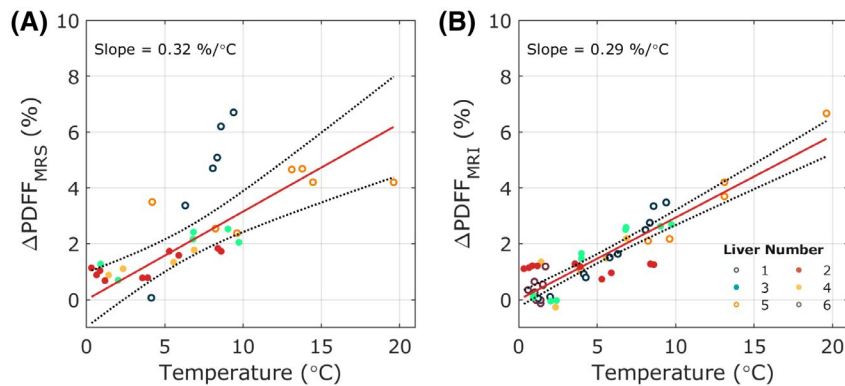 (A)
10
8
6
4
2
0
ΔPDFF_MRS (%)
Slope = 0.32 %/°C
0 5 10 15 20
Temperature (°C)
(B)
10
8
6
4
2
0
ΔPDFF_MRI (%)
Slope = 0.29 %/°C
Liver Number
1 2
3 4
5 6
0 5 10 15 20
Temperature (°C)